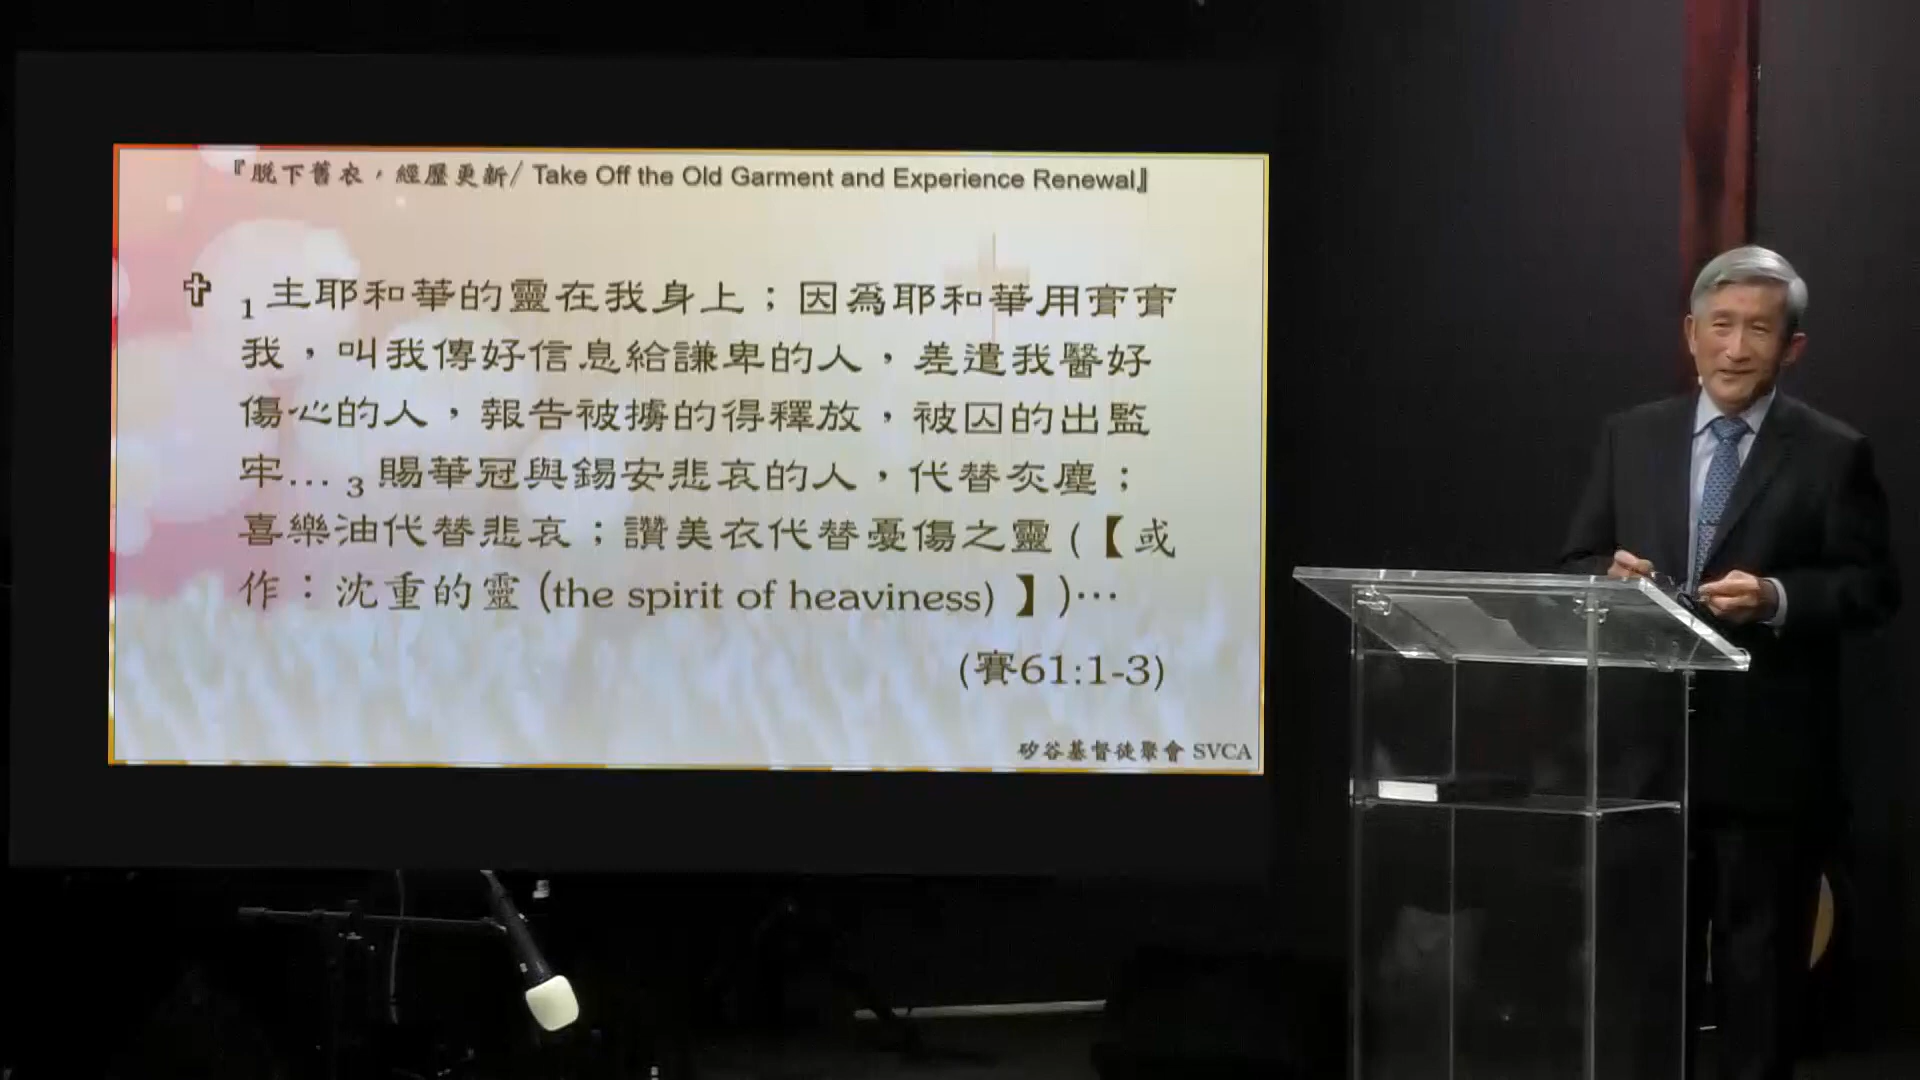 『脫下舊衣，經歷更新/ Take Off the Old Garment and Experience Renewal』
1 主耶和華的靈在我身上；因為耶和華用膏膏
我，叫我傳好信息給謙卑的人，差遣我醫好
傷心的人，報告被擄的得釋放，被囚的出監
牢… 3 賜華冠與錫安悲哀的人，代替灰塵；
喜樂油代替悲哀；讚美衣代替憂傷之靈 (【或
作：沈重的靈 (the spirit of heaviness) 】)…
(賽61:1-3)
矽谷基督徒聚會 SVCA